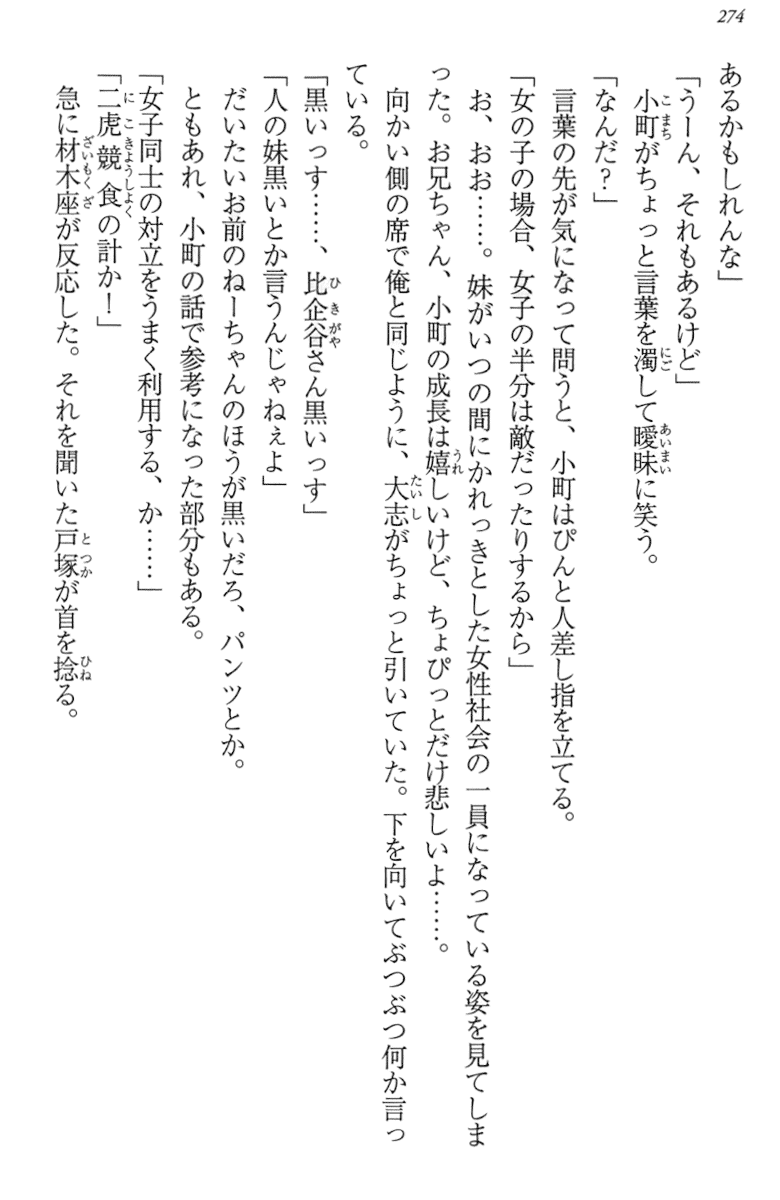 274
あるかもしれんな」
「うーん、それもあるけど」
小町がちょっと言葉を濁して曖昧に笑う。
「なんだ？」
言葉の先が気になって問うと、小町はぴんと人差し指を立てる。
「女の子の場合、女子の半分は敵だったりするから」
お、おお……。妹がいつの間にかれっきとした女性社会の一員になっている姿を見てしま
った。お兄ちゃん、小町の成長は嬉しいけど、ちょぴっとだけ悲しいよ……。
向かい側の席で俺と同じように、大志がちょっと引いていた。下を向いてぶつぶつ何か言っ
ている。
「黒いっす……、比企谷さん黒いっす」
「人の妹黒いとか言うんじゃねぇよ」
だいたいお前のねーちゃんのほうが黒いだろ、パンツとか。
ともあれ、小町の話で参考になった部分もある。
「女子同士の対立をうまく利用する、か……」
「二虎競食の計か！」
急に材木座が反応した。それを聞いた戸塚が首を捻る。